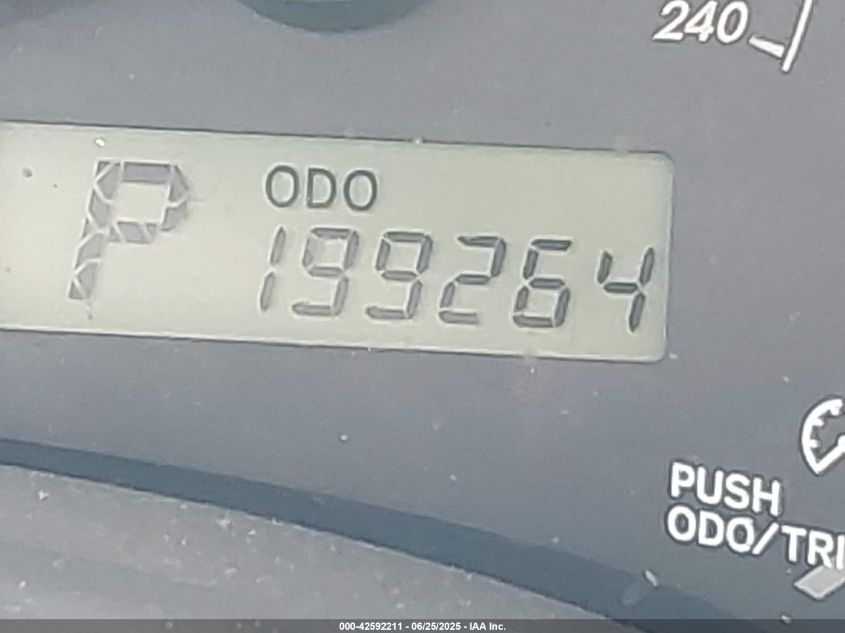 240
P
ODO
199264
PUSH
ODO/TRI
000-42592211 - 06/25/2025 - IAA Inc.